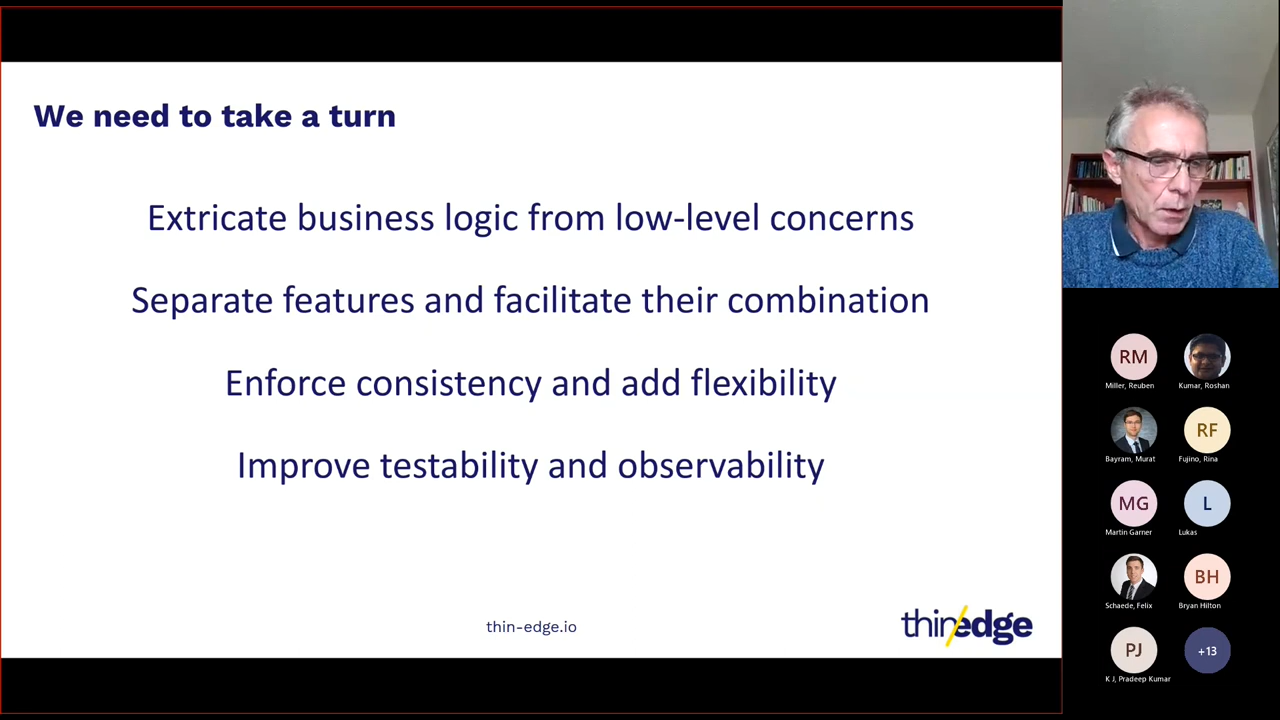 We need to take a turn
Extricate business logic from low-level concerns
Separate features and facilitate their combination
Enforce consistency and add flexibility
Improve testability and observability
thin-edge.io
thin/edge
RM
Miller, Reuben
Kumar, Roshan
Bayram, Murat
RF
Fujino, Rina
MG
Martin Garner
L
Lukas
Schaede, Felix
BH
Bryan Hilton
PJ
K J, Pradeep Kumar
+13